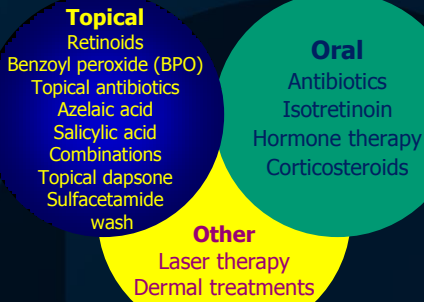 Topical
Retinoids
Benzoyl peroxide (BPO)
Topical antibiotics
Azelaic acid
Salicylic acid
Combinations
Topical dapsone
Sulfacetamide
wash
Oral
Antibiotics
Isotretinoin
Hormone therapy
Corticosteroids
Other
Laser therapy
Dermal treatments